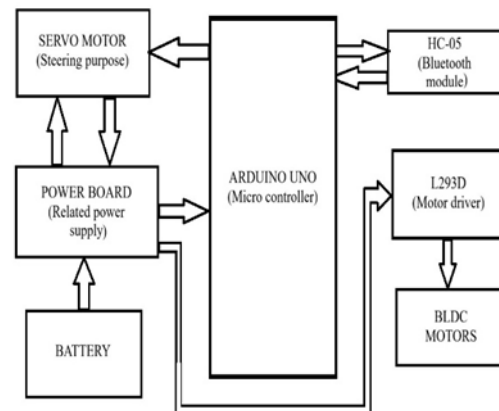 SERVO MOTOR
(Steering purpose)
HC-05
(Bluetooth
module)
ARDUINO UNO
(Micro controller)
POWER BOARD
(Related power
supply)
L293D
(Motor driver)
BATTERY
BLDC
MOTORS